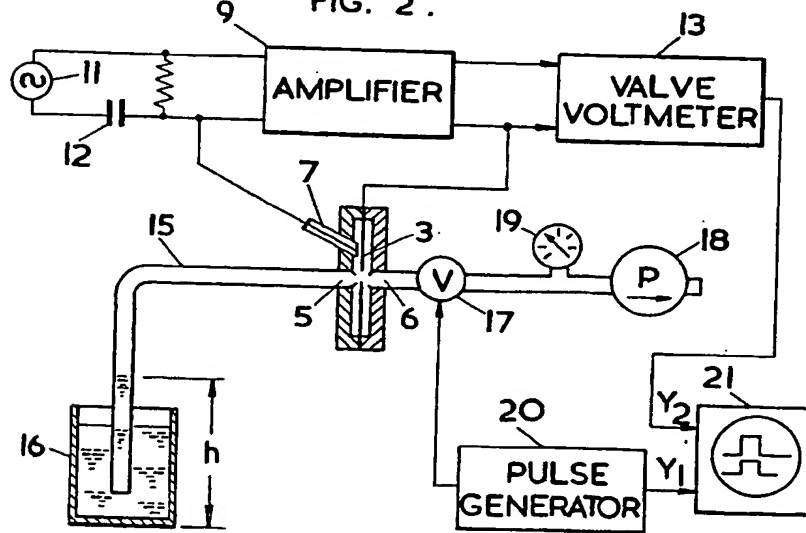 FIG. 2.
9
13
11
AMPLIFIER
VALVE
VOLTMETER
12
7
19
18
15
3
P
5
6
V
17
21
20
Y2
16
h
PULSE
GENERATOR
Y1